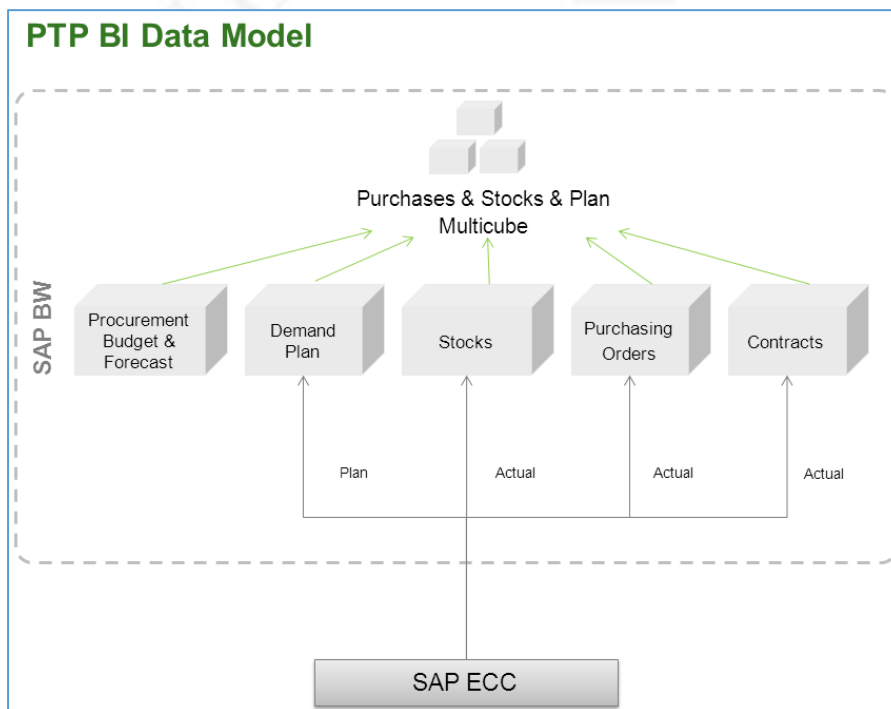 PTP BI Data Model
Purchases & Stocks & Plan
Multicube
SAP BW
Procurement
Budget &
Forecast
Demand
Plan
Stocks
Purchasing
Orders
Contracts
Plan
Actual
Actual
Actual
SAP ECC